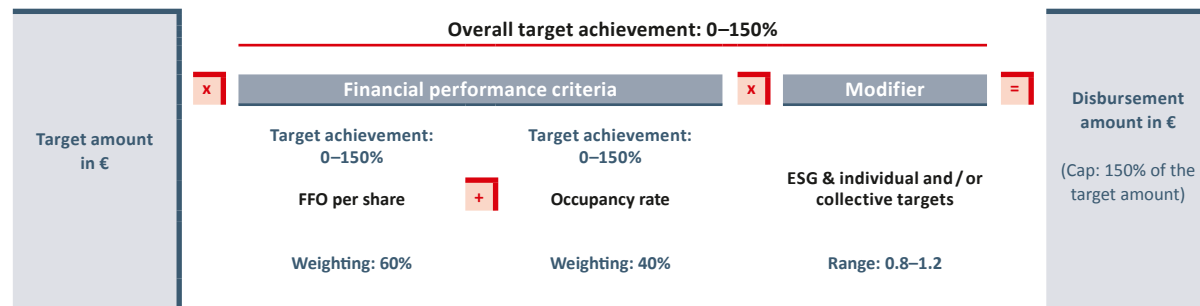 Overall target achievement: 0–150%
Target amount
in €
x
Financial performance criteria
x
Modifier
=
Disbursement
amount in €
(Cap: 150% of the
target amount)
Target achievement:
0–150%
FFO per share
Weighting: 60%
+
Target achievement:
0–150%
Occupancy rate
Weighting: 40%
ESG & individual and / or
collective targets
Range: 0.8–1.2